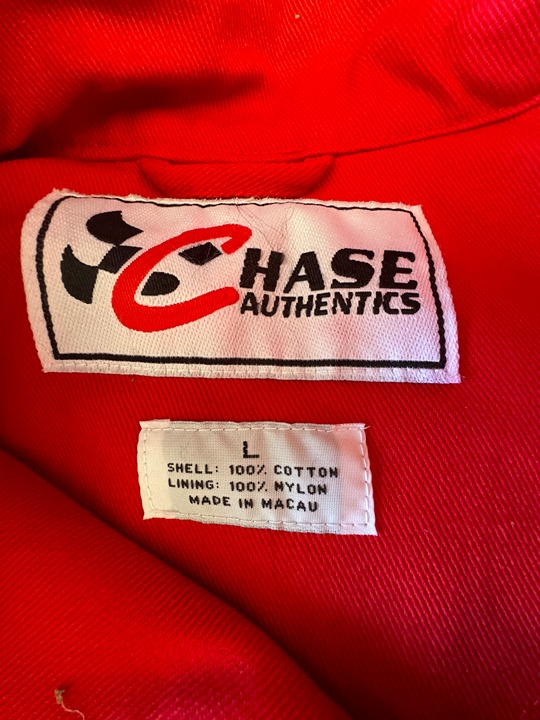 CHASE
AUTHENTICS
L
SHELL: 100% COTTON
LINING: 100% NYLON
MADE IN MACAU